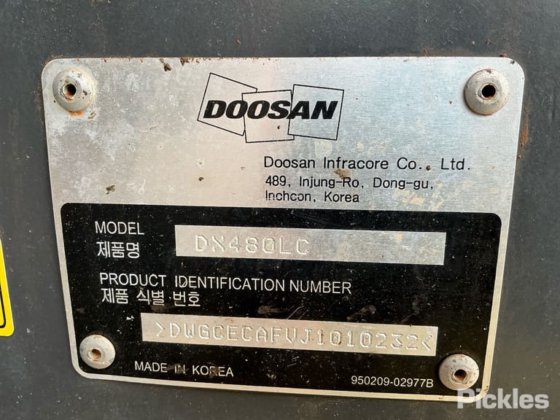 DOOSAN
Doosan Infracore Co., Ltd.
489, Injung-Ro, Dong-gu,
Incheon, Korea
MODEL
제품명
DX480LC
PRODUCT IDENTIFICATION NUMBER
제품 식별 번호
>DWGCECAFVJ1010232<
MADE IN KOREA
950209-02977B
Pickles